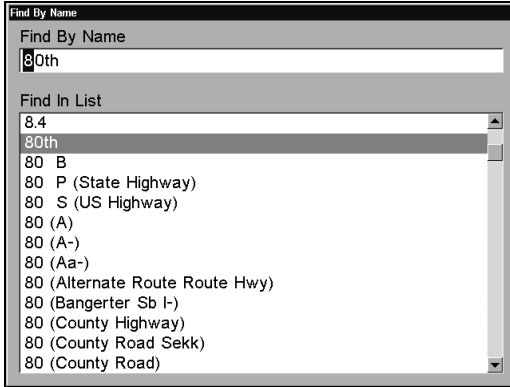 Find By Name
Find By Name
80th
Find In List
8.4
80th
80 B
80 P (State Highway)
80 S (US Highway)
80 (A)
80 (A-)
80 (Aa-)
80 (Alternate Route Route Hwy)
80 (Bangerter Sb I-)
80 (County Highway)
80 (County Road Sekk)
80 (County Road)